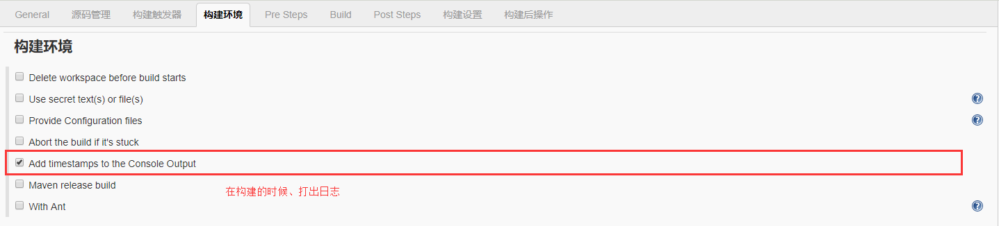 General 源码管理 构建触发器 构建环境 Pre Steps Build Post Steps 构建设置 构建后操作
构建环境
Delete workspace before build starts
Use secret text(s) or file(s)
Provide Configuration files
Abort the build if it's stuck
Add timestamps to the Console Output
Maven release build
在构建的时候、打出日志
With Ant